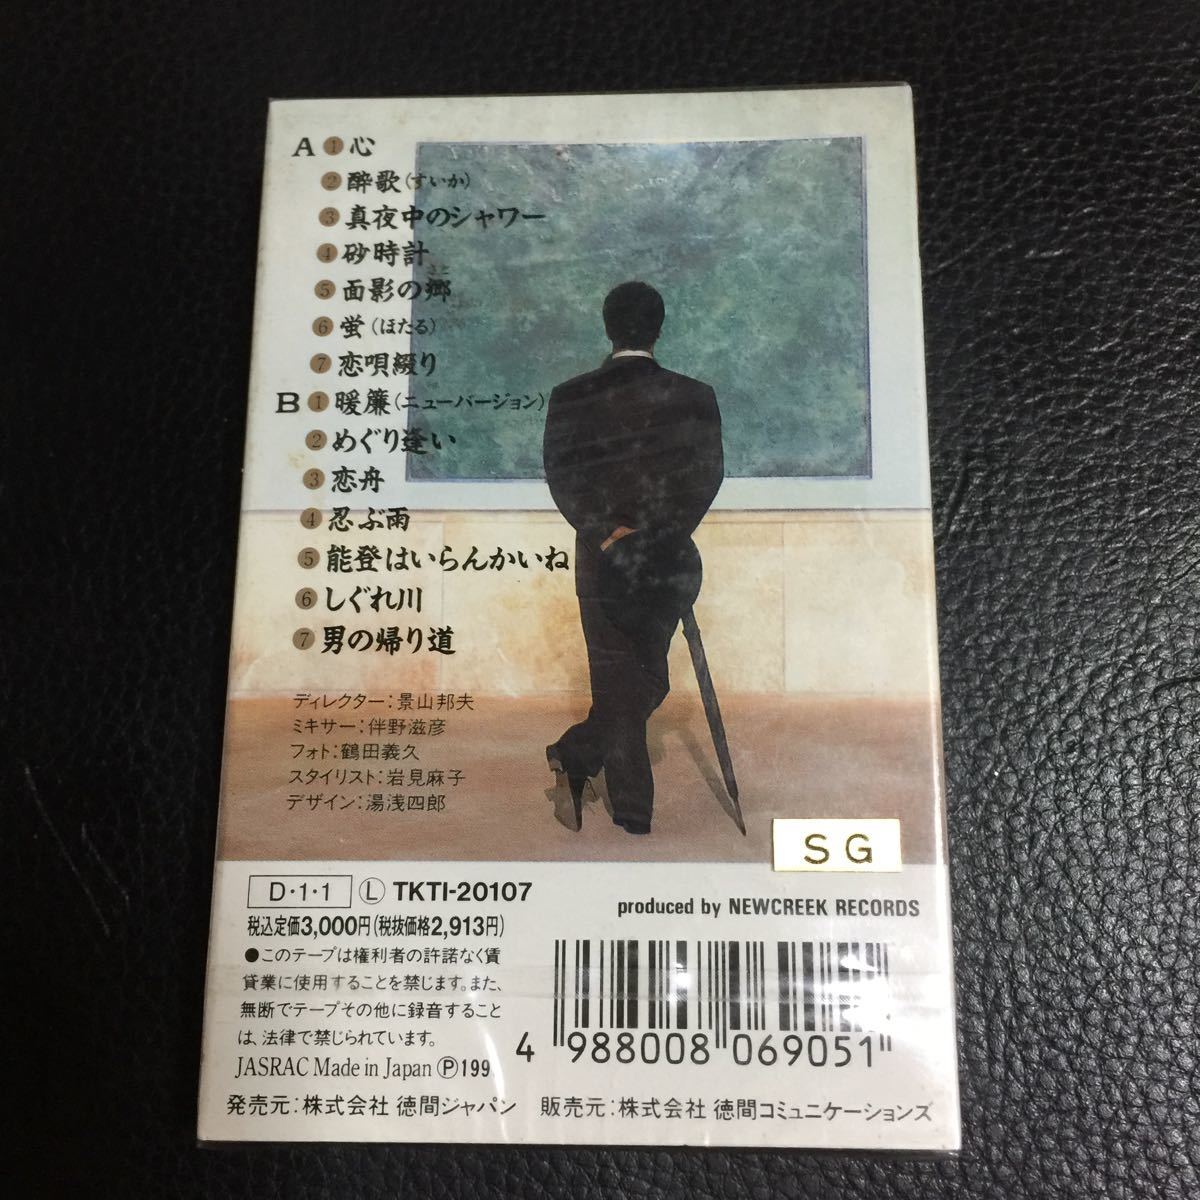 A 1 心
2 酔歌(すいか)
3 真夜中のシャワー
4 砂時計
さと
5 面影の郷
6 蛍(ほたる)
7 恋唄綴り
B 1 暖簾(ニューバージョン)
2 めぐり逢い
3 恋舟
4 忍ぶ雨
5 能登はいらんかいね
6 しぐれ川
7 男の帰り道
ディレクター:景山邦夫
ミキサー:伴野滋彦
フォト:鶴田義久
スタイリスト:岩見麻子
デザイン:湯浅四郎
SG
D・1・1 Ⓛ TKTI-20107
税込定価3,000円(税抜価格2,913円)
produced by NEWCREEK RECORDS
●このテープは権利者の許諾なく賃
貸業に使用することを禁じます。また、
無断でテープその他に録音すること
は、法律で禁じられています。
JASRAC Made in Japan Ⓟ199
4 988008 069051
発売元:株式会社 徳間ジャパン 販売元:株式会社 徳間コミュニケーションズ